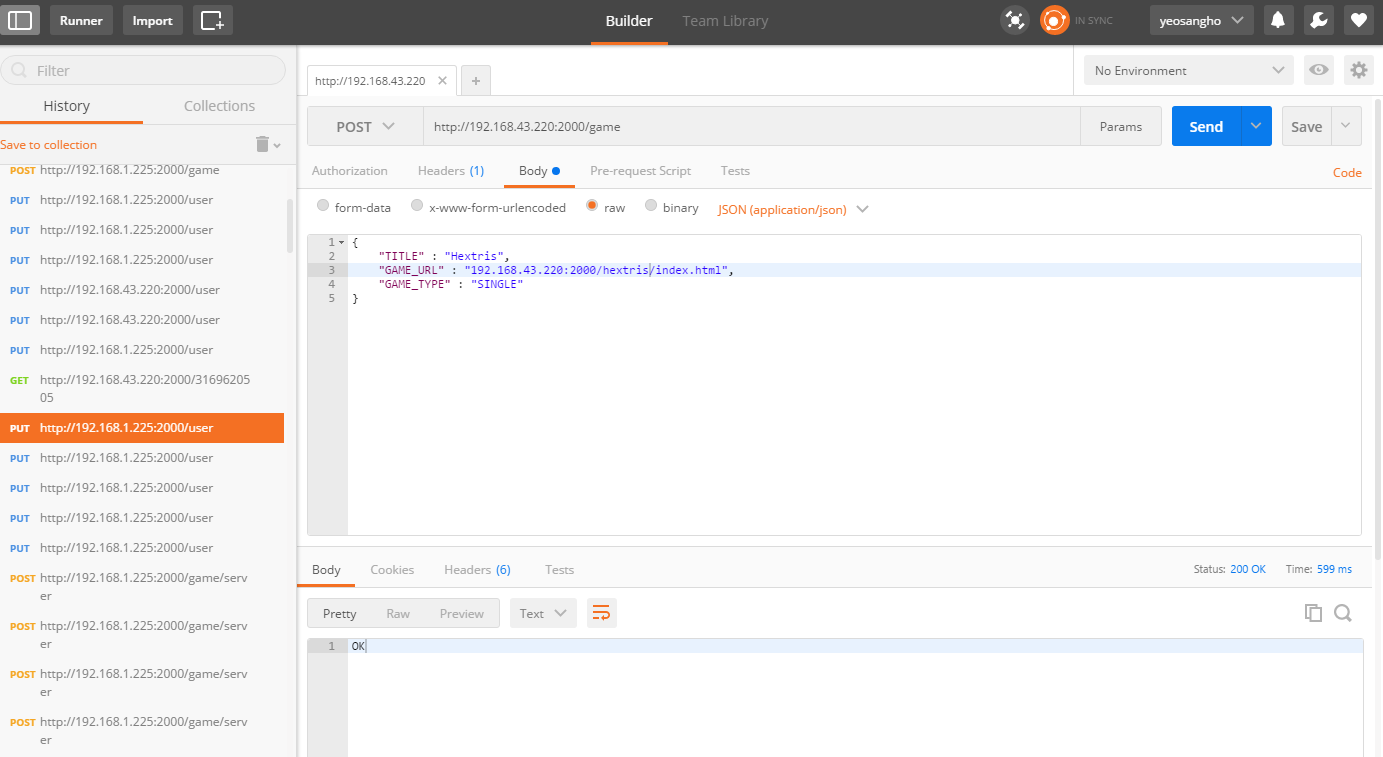 Runner
Import
Builder
Team Library
IN SYNC
yeosangho
Filter
History
Collections
Save to collection
POST http://192.168.1.225:2000/game
PUT http://192.168.1.225:2000/user
PUT http://192.168.1.225:2000/user
PUT http://192.168.1.225:2000/user
PUT http://192.168.43.220:2000/user
PUT http://192.168.43.220:2000/user
PUT http://192.168.1.225:2000/user
GET http://192.168.43.220:2000/31696205
05
PUT http://192.168.1.225:2000/user
PUT http://192.168.1.225:2000/user
PUT http://192.168.1.225:2000/user
PUT http://192.168.1.225:2000/user
PUT http://192.168.1.225:2000/user
POST http://192.168.1.225:2000/game/serv
er
POST http://192.168.1.225:2000/game/serv
er
POST http://192.168.1.225:2000/game/serv
er
POST http://192.168.1.225:2000/game/serv
er
http://192.168.43.220
No Environment
POST http://192.168.43.220:2000/game Params Send Save
Authorization Headers (1) Body Pre-request Script Tests Code
form-data x-www-form-urlencoded raw binary JSON (application/json)
1 {
2 "TITLE" : "Hextris",
3 "GAME_URL" : "192.168.43.220:2000/hextris/index.html",
4 "GAME_TYPE" : "SINGLE"
5 }
Body Cookies Headers (6) Tests Status: 200 OK Time: 599 ms
Pretty Raw Preview Text
1 OK